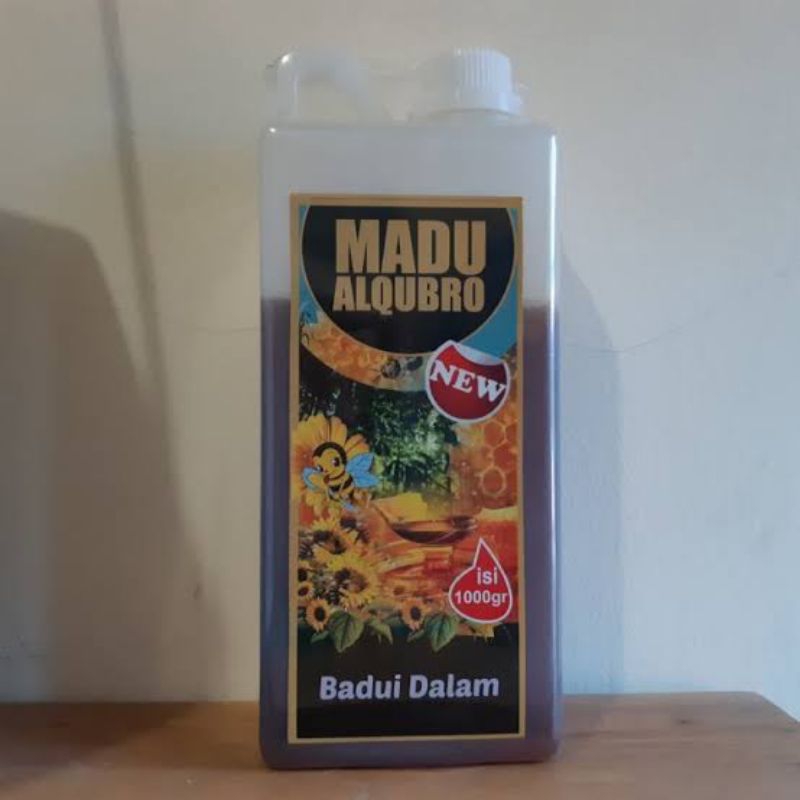 MADU
ALQUBRO
NEW
isi
1000gr
Badui Dalam